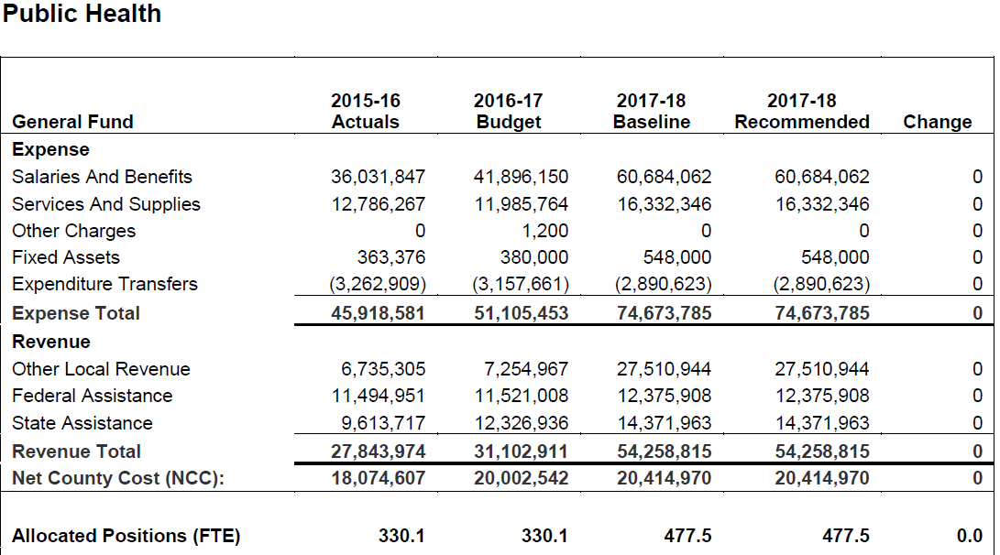 Public Health
2015-16 2016-17 2017-18 2017-18
General Fund Actuals Budget Baseline Recommended Change
Expense
Salaries And Benefits 36,031,847 41,896,150 60,684,062 60,684,062 0
Services And Supplies 12,786,267 11,985,764 16,332,346 16,332,346 0
Other Charges 0 1,200 0 0 0
Fixed Assets 363,376 380,000 548,000 548,000 0
Expenditure Transfers (3,262,909) (3,157,661) (2,890,623) (2,890,623) 0
Expense Total 45,918,581 51,105,453 74,673,785 74,673,785 0
Revenue
Other Local Revenue 6,735,305 7,254,967 27,510,944 27,510,944 0
Federal Assistance 11,494,951 11,521,008 12,375,908 12,375,908 0
State Assistance 9,613,717 12,326,936 14,371,963 14,371,963 0
Revenue Total 27,843,974 31,102,911 54,258,815 54,258,815 0
Net County Cost (NCC): 18,074,607 20,002,542 20,414,970 20,414,970 0
Allocated Positions (FTE) 330.1 330.1 477.5 477.5 0.0